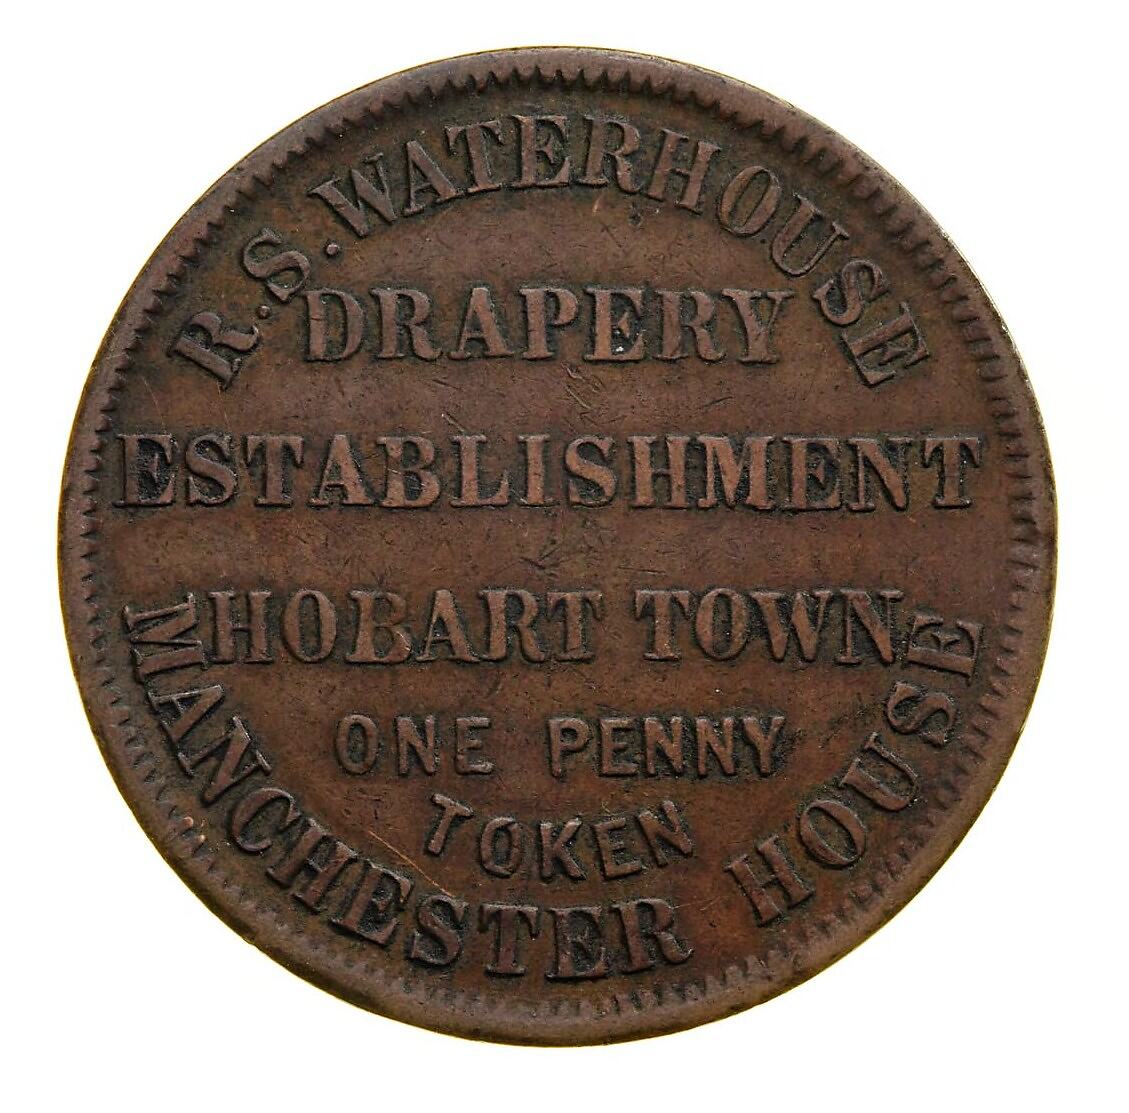 R.S.WATERHOUSE
DRAPERY
ESTABLISHMENT
HOBART TOWN
ONE PENNY
TOKEN
MANCHESTER HOUSE